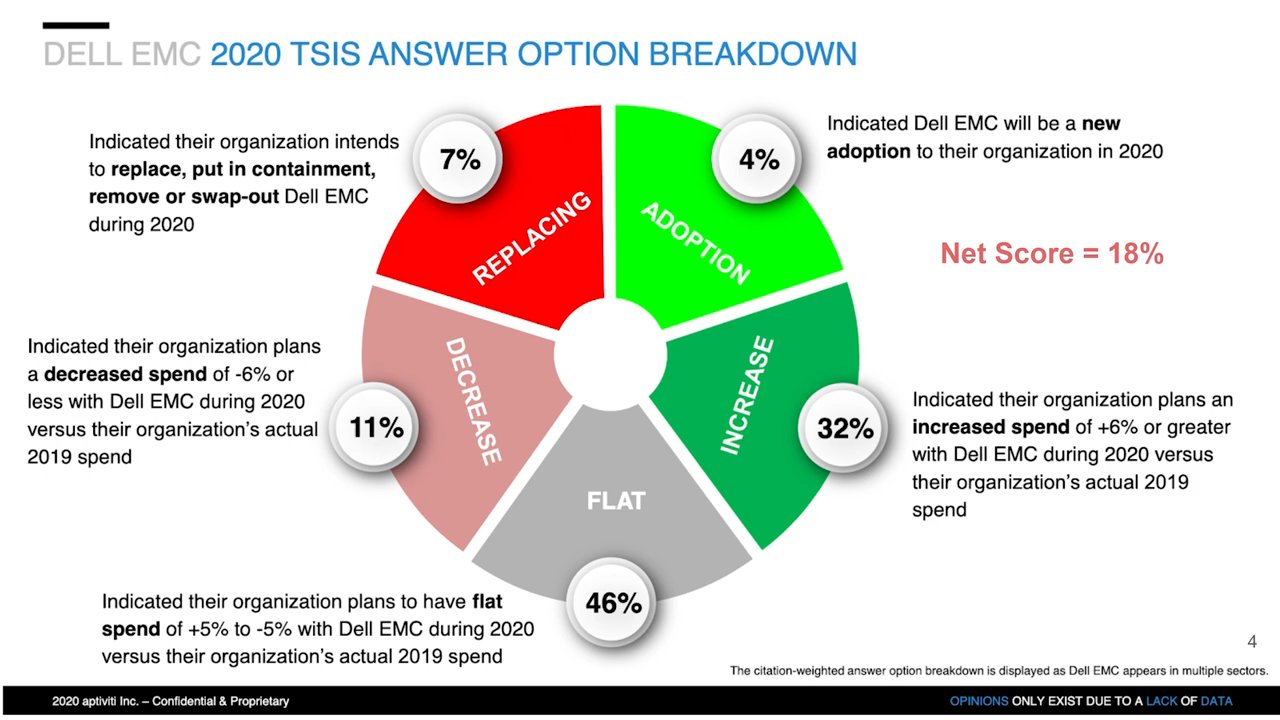 DELL EMC 2020 TSIS ANSWER OPTION BREAKDOWN
Indicated their organization intends
to replace, put in containment,
remove or swap-out Dell EMC
during 2020
7%
REPLACING
4%
ADOPTION
Indicated Dell EMC will be a new
adoption to their organization in 2020
Net Score = 18%
Indicated their organization plans
a decreased spend of -6% or
less with Dell EMC during 2020
versus their organization's actual
2019 spend
11%
DECREASE
INCREASE
32%
Indicated their organization plans an
increased spend of +6% or greater
with Dell EMC during 2020 versus
their organization's actual 2019
spend
FLAT
46%
Indicated their organization plans to have flat
spend of +5% to -5% with Dell EMC during 2020
versus their organization's actual 2019 spend
4
The citation-weighted answer option breakdown is displayed as Dell EMC appears in multiple sectors.
2020 aptiviti Inc. – Confidential & Proprietary
OPINIONS ONLY EXIST DUE TO A LACK OF DATA